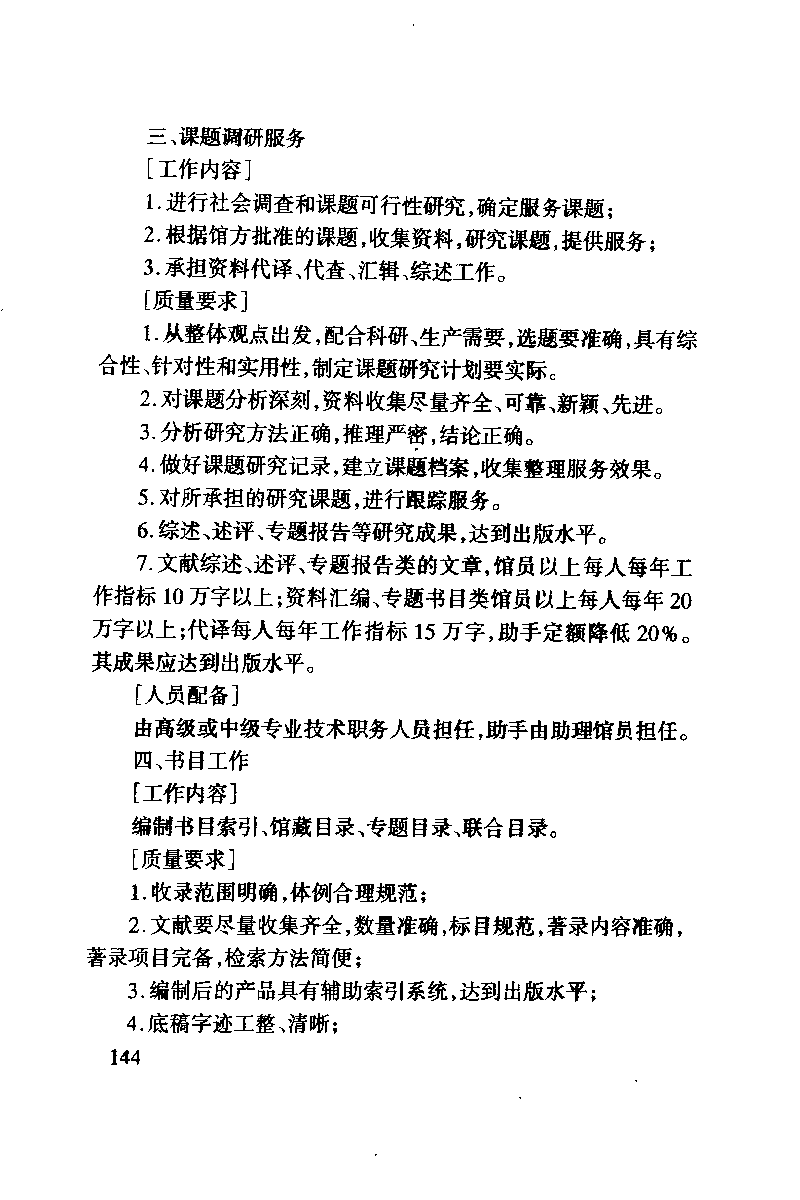 三、课题调研服务
[工作内容]
1.进行社会调查和课题可行性研究,确定服务课题;
2.根据馆方批准的课题,收集资料,研究课题,提供服务;
3.承担资料代译、代查、汇辑、综述工作。
[质量要求]
1.从整体观点出发,配合科研、生产需要,选题要准确,具有综
合性、针对性和实用性,制定课题研究计划要实际。
2.对课题分析深刻,资料收集尽量齐全、可靠、新颖、先进。
3.分析研究方法正确,推理严密,结论正确。
4.做好课题研究记录,建立课题档案,收集整理服务效果。
5.对所承担的研究课题,进行跟踪服务。
6.综述、述评、专题报告等研究成果,达到出版水平。
7.文献综述、述评、专题报告类的文章,馆员以上每人每年工
作指标10万字以上;资料汇编、专题书目类馆员以上每人每年20
万字以上;代译每人每年工作指标15万字,助手定额降低20%。
其成果应达到出版水平。
[人员配备]
由高级或中级专业技术职务人员担任,助手由助理馆员担任。
四、书目工作
[工作内容]
编制书目索引、馆藏目录、专题目录、联合目录。
[质量要求]
1.收录范围明确,体例合理规范;
2.文献要尽量收集齐全,数量准确,标目规范,著录内容准确,
著录项目完备,检索方法简便;
3.编制后的产品具有辅助索引系统,达到出版水平;
4.底稿字迹工整、清晰;
144